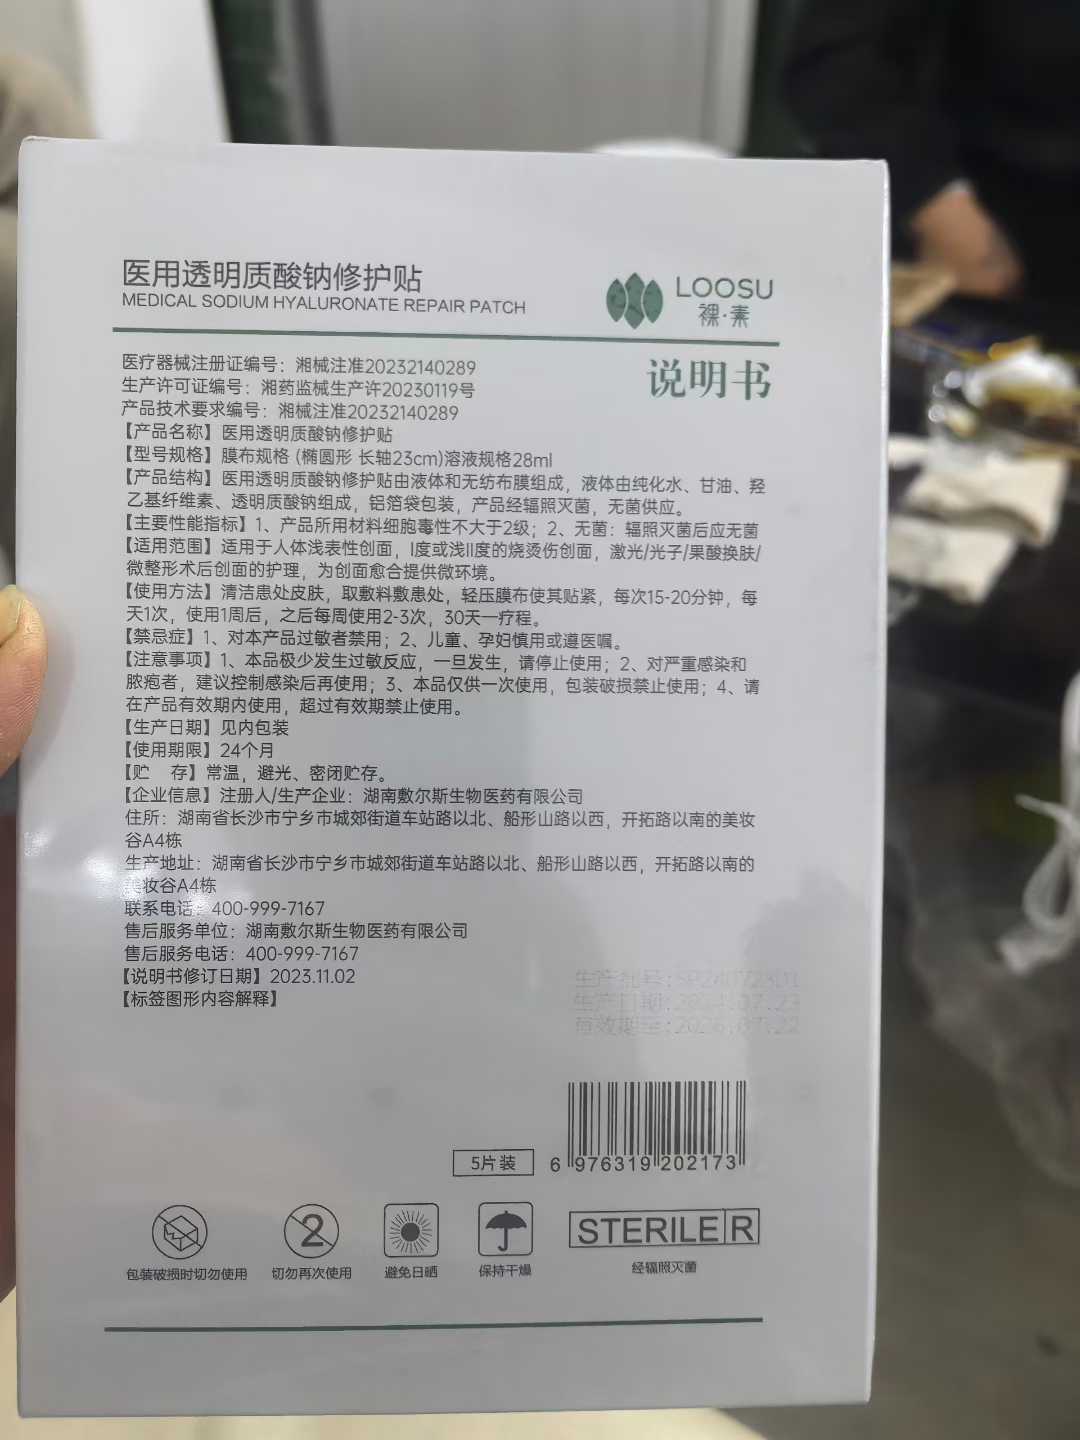 医用透明质酸钠修护贴
MEDICAL SODIUM HYALURONATE REPAIR PATCH
LOOSU
裸·素
说明书
医疗器械注册证编号：湘械注准20232140289
生产许可证编号：湘药监械生产许20230119号
产品技术要求编号：湘械注准20232140289
【产品名称】医用透明质酸钠修护贴
【型号规格】膜布规格 (椭圆形 长轴23cm)溶液规格28ml
【产品结构】医用透明质酸钠修护贴由液体和无纺布膜组成，液体由纯化水、甘油、羟
乙基纤维素、透明质酸钠组成，铝箔袋包装，产品经辐照灭菌，无菌供应。
【主要性能指标】1、产品所用材料细胞毒性不大于2级；2、无菌：辐照灭菌后应无菌
【适用范围】适用于人体浅表性创面，I度或浅II度的烧烫伤创面，激光/光子/果酸换肤/
微整形术后创面的护理，为创面愈合提供微环境。
【使用方法】清洁患处皮肤，取敷料敷患处，轻压膜布使其贴紧，每次15-20分钟，每
天1次，使用1周后，之后每周使用2-3次，30天一疗程。
【禁忌症】1、对本产品过敏者禁用；2、儿童、孕妇慎用或遵医嘱。
【注意事项】1、本品极少发生过敏反应，一旦发生，请停止使用；2、对严重感染和
脓疱者，建议控制感染后再使用；3、本品仅供一次使用，包装破损禁止使用；4、请
在产品有效期内使用，超过有效期禁止使用。
【生产日期】见内包装
【使用期限】24个月
【贮 存】常温，避光、密闭贮存。
【企业信息】注册人/生产企业：湖南敷尔斯生物医药有限公司
住所：湖南省长沙市宁乡市城郊街道车站路以北、船形山路以西，开拓路以南的美妆
谷A4栋
生产地址：湖南省长沙市宁乡市城郊街道车站路以北、船形山路以西，开拓路以南的
美妆谷A4栋
联系电话：400-999-7167
售后服务单位：湖南敷尔斯生物医药有限公司
售后服务电话：400-999-7167
【说明书修订日期】2023.11.02
【标签图形内容解释】
生产批号:SP24072301
生产日期:2024.07.23
有效期至:2026.07.22
5片装
6 976319 202173
2
STERILE R
包装破损时切勿使用
切勿再次使用
避免日晒
保持干燥
经辐照灭菌